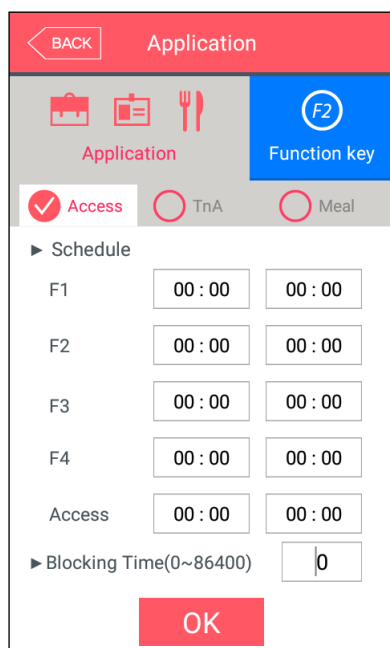 BACK Application
F2
Application Function key
Access TnA Meal
► Schedule
F1 00 : 00 00 : 00
F2 00 : 00 00 : 00
F3 00 : 00 00 : 00
F4 00 : 00 00 : 00
Access 00 : 00 00 : 00
►Blocking Time(0~86400) 0
OK